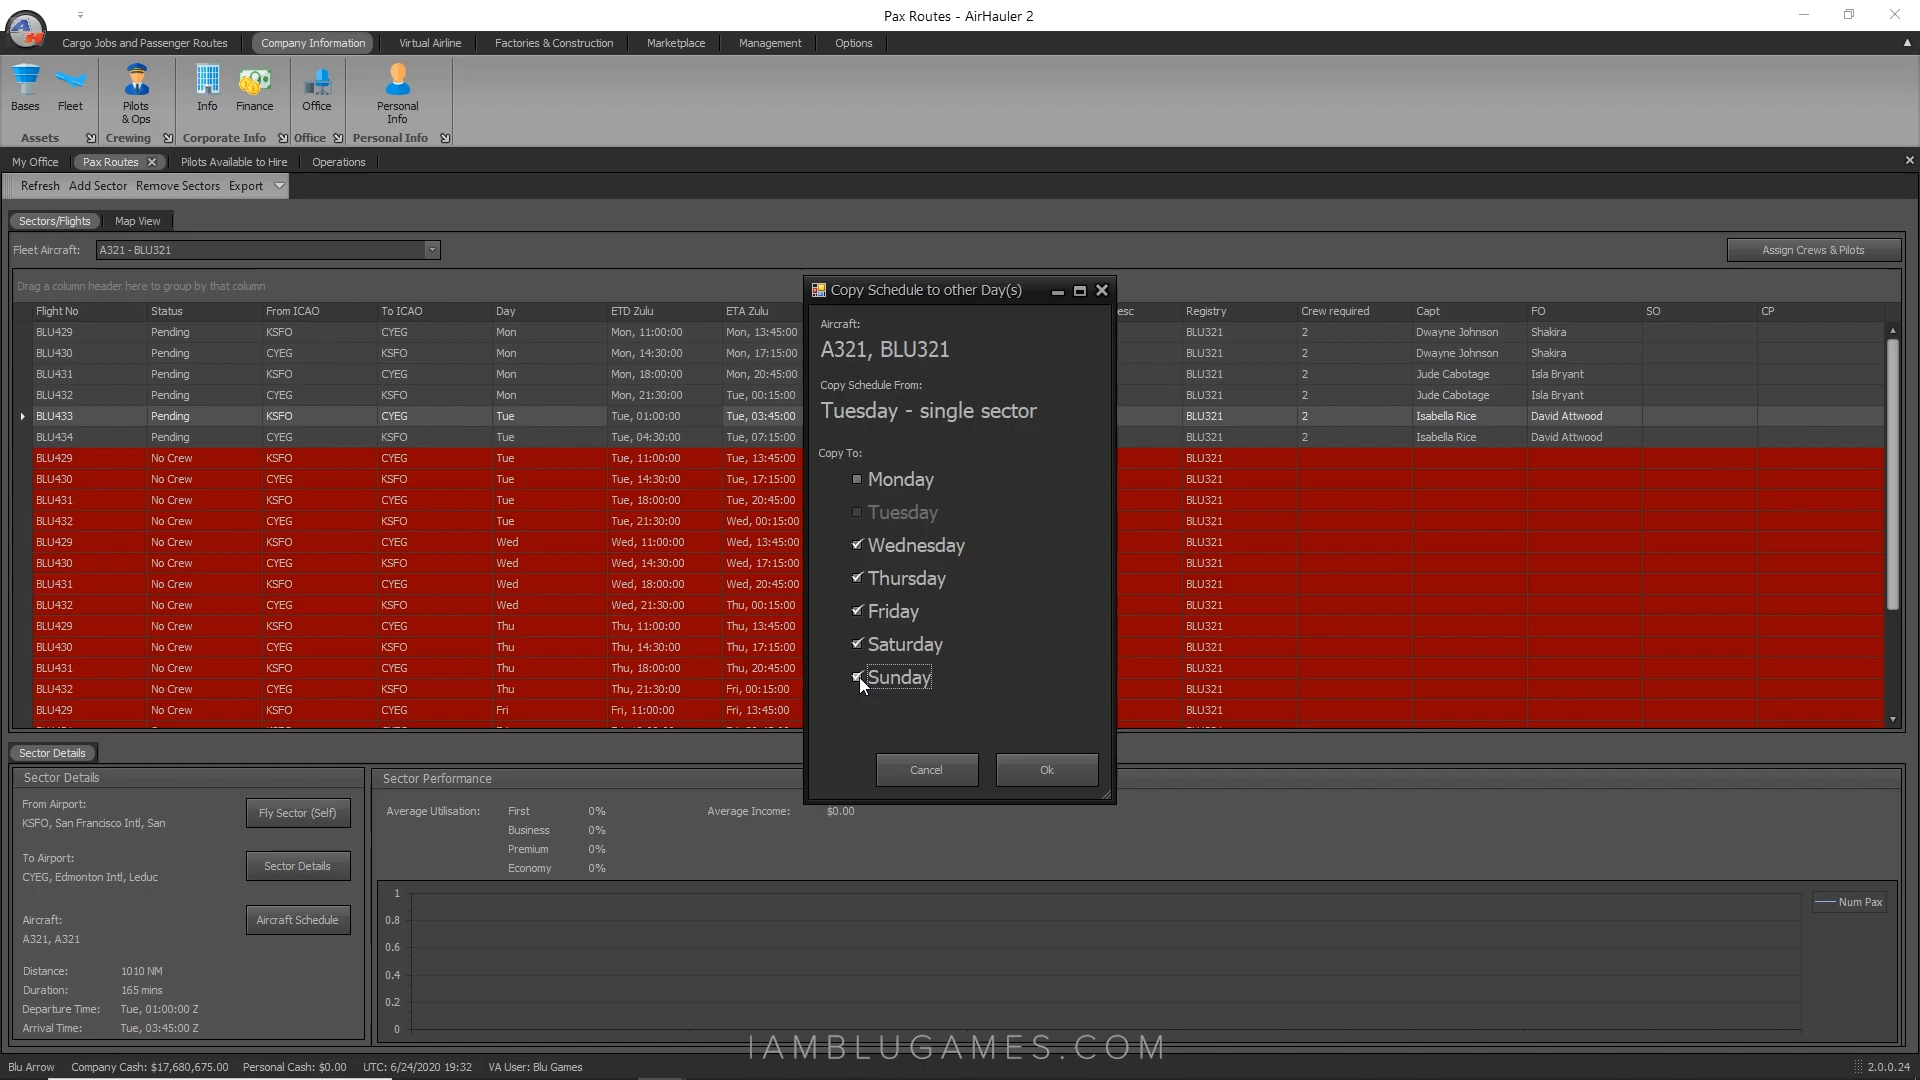 Pax Routes - AirHauler 2
Cargo Jobs and Passenger Routes Company Information Virtual Airline Factories & Construction Marketplace Management Options
Bases Fleet Pilots & Ops Info Finance Office Personal Info
Assets Crewing Corporate Info Office Personal Info
My Office Pax Routes Pilots Available to Hire Operations
Refresh Add Sector Remove Sectors Export
Sectors/Flights Map View
Fleet Aircraft: A321 - BLU321 Assign Crews & Pilots
Drag a column header here to group by that column
Flight No Status From ICAO To ICAO Day ETD Zulu ETA Zulu Registry Crew required Capt FO SO CP
BLU429 Pending KSFO CYEG Mon Mon, 11:00:00 Mon, 13:45:00 BLU321 2 Dwayne Johnson Shakira
BLU430 Pending CYEG KSFO Mon Mon, 14:30:00 Mon, 17:15:00 BLU321 2 Dwayne Johnson Shakira
BLU431 Pending KSFO CYEG Mon Mon, 18:00:00 Mon, 20:45:00 BLU321 2 Jude Cabotage Isla Bryant
BLU432 Pending CYEG KSFO Mon Mon, 21:30:00 Tue, 00:15:00 BLU321 2 Jude Cabotage Isla Bryant
BLU433 Pending KSFO CYEG Tue Tue, 01:00:00 Tue, 03:45:00 BLU321 2 Isabella Rice David Attwood
BLU434 Pending CYEG KSFO Tue Tue, 04:30:00 Tue, 07:15:00 BLU321 2 Isabella Rice David Attwood
BLU429 No Crew KSFO CYEG Tue Tue, 11:00:00 Tue, 13:45:00 BLU321
BLU430 No Crew CYEG KSFO Tue Tue, 14:30:00 Tue, 17:15:00 BLU321
BLU431 No Crew KSFO CYEG Tue Tue, 18:00:00 Tue, 20:45:00 BLU321
BLU432 No Crew CYEG KSFO Tue Tue, 21:30:00 Wed, 00:15:00 BLU321
BLU429 No Crew KSFO CYEG Wed Wed, 11:00:00 Wed, 13:45:00 BLU321
BLU430 No Crew CYEG KSFO Wed Wed, 14:30:00 Wed, 17:15:00 BLU321
BLU431 No Crew KSFO CYEG Wed Wed, 18:00:00 Wed, 20:45:00 BLU321
BLU432 No Crew CYEG KSFO Wed Wed, 21:30:00 Thu, 00:15:00 BLU321
BLU429 No Crew KSFO CYEG Thu Thu, 11:00:00 Thu, 13:45:00 BLU321
BLU430 No Crew CYEG KSFO Thu Thu, 14:30:00 Thu, 17:15:00 BLU321
BLU431 No Crew KSFO CYEG Thu Thu, 18:00:00 Thu, 20:45:00 BLU321
BLU432 No Crew CYEG KSFO Thu Thu, 21:30:00 Fri, 00:15:00 BLU321
BLU429 No Crew KSFO CYEG Fri Fri, 11:00:00 Fri, 13:45:00 BLU321
Copy Schedule to other Day(s)
Aircraft:
A321, BLU321
Copy Schedule From:
Tuesday - single sector
Copy To:
Monday
Tuesday
Wednesday
Thursday
Friday
Saturday
Sunday
Cancel Ok
Sector Details
Sector Details
From Airport:
KSFO, San Francisco Intl, San
Fly Sector (Self)
To Airport:
CYEG, Edmonton Intl, Leduc
Sector Details
Aircraft:
A321, A321
Aircraft Schedule
Distance: 1010 NM
Duration: 165 mins
Departure Time: Tue, 01:00:00 Z
Arrival Time: Tue, 03:45:00 Z
Sector Performance
Average Utilisation: First 0% Average Income: $0.00
Business 0%
Premium 0%
Economy 0%
1
0.8
0.6
0.4
0.2
0
Num Pax
IAMBLUGAMES.COM
Blu Arrow Company Cash: $17,680,675.00 Personal Cash: $0.00 UTC: 6/24/2020 19:32 VA User: Blu Games 2.0.0.24